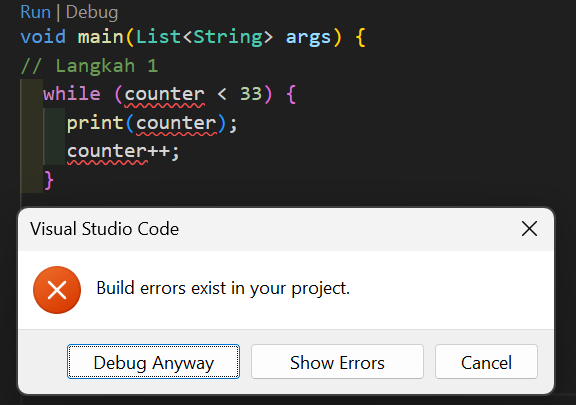 Run | Debug
void main(List<String> args) {
// Langkah 1
  while (counter < 33) {
    print(counter);
    counter++;
  }
Visual Studio Code
Build errors exist in your project.
Debug Anyway Show Errors Cancel